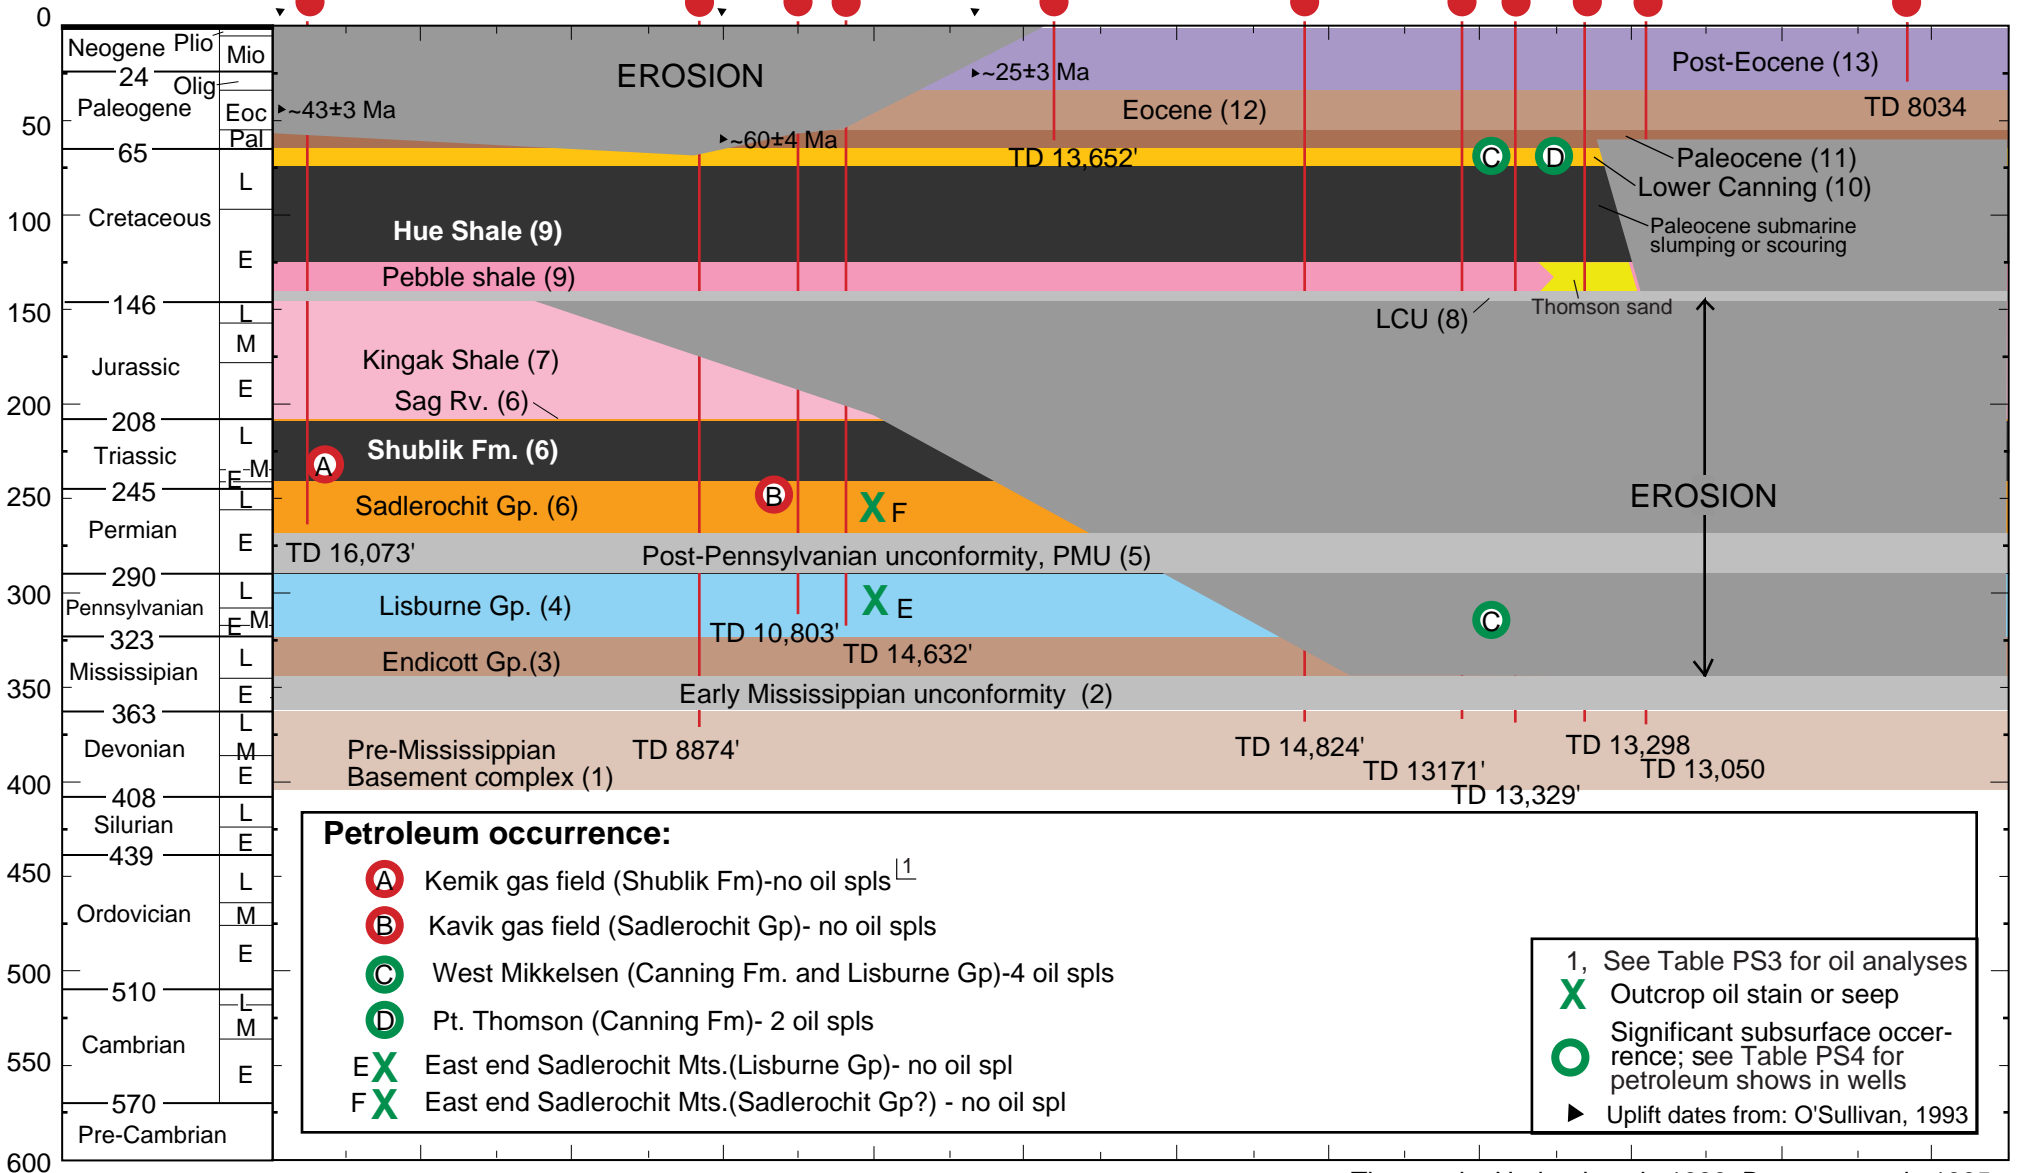 0
50
100
150
200
250
300
350
400
450
500
550
600
Neogene
Plio
Mio
24
Olig
Paleogene
Eoc
Pal
65
L
Cretaceous
E
146
L
M
Jurassic
E
208
L
Triassic
M
E
245
L
Permian
E
290
L
Pennsylvanian
M
E
323
L
Mississipian
E
363
L
Devonian
M
E
408
L
Silurian
E
439
L
Ordovician
M
E
510
L
M
Cambrian
E
570
Pre-Cambrian
EROSION
~25±3 Ma
Post-Eocene (13)
~43±3 Ma
Eocene (12)
TD 8034
~60±4 Ma
TD 13,652'
C
D
Paleocene (11)
Lower Canning (10)
Paleocene submarine
slumping or scouring
Hue Shale (9)
Pebble shale (9)
Thomson sand
LCU (8)
Kingak Shale (7)
Sag Rv. (6)
Shublik Fm. (6)
A
B
Sadlerochit Gp. (6)
F
EROSION
TD 16,073'
Post-Pennsylvanian unconformity, PMU (5)
Lisburne Gp. (4)
E
C
TD 10,803'
TD 14,632'
Endicott Gp.(3)
Early Mississippian unconformity (2)
Pre-Mississippian
Basement complex (1)
TD 8874'
TD 14,824'
TD 13171'
TD 13,329'
TD 13,298
TD 13,050
Petroleum occurrence:
A Kemik gas field (Shublik Fm)-no oil spls 1
B Kavik gas field (Sadlerochit Gp)- no oil spls
C West Mikkelsen (Canning Fm. and Lisburne Gp)-4 oil spls
D Pt. Thomson (Canning Fm)- 2 oil spls
E X East end Sadlerochit Mts.(Lisburne Gp)- no oil spl
F X East end Sadlerochit Mts.(Sadlerochit Gp?) - no oil spl
1, See Table PS3 for oil analyses
X Outcrop oil stain or seep
Significant subsurface occer-
rence; see Table PS4 for
petroleum shows in wells
Uplift dates from: O'Sullivan, 1993